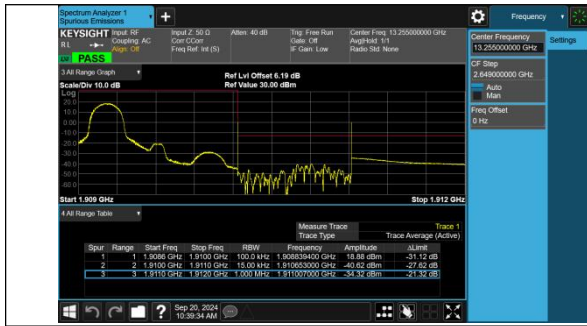 Spectrum Analyzer 1
Spurious Emissions
Frequency
KEYSIGHT Input: RF Input Z: 50 Ω Atten: 40 dB Trig: Free Run Center Freq: 13.255000000 GHz
RL Coupling: AC Corr CCorr Gate: Off Avg|Hold: 1/1
Align: Off Freq Ref: Int (S) IF Gain: Low Radio Std: None
PASS
Center Frequency
13.255000000 GHz
Settings
CF Step
2.649000000 GHz
Auto
Man
Freq Offset
0 Hz
3 All Range Graph
Ref Lvl Offset 6.19 dB
Scale/Div 10.0 dB Ref Value 30.00 dBm
Log
20.0
10.0
0.00
-10.0
-20.0
-30.0
-40.0
-50.0
-60.0
Start 1.909 GHz Stop 1.912 GHz
4 All Range Table
Measure Trace Trace 1
Trace Type Trace Average (Active)
Spur Range Start Freq Stop Freq RBW Frequency Amplitude ΔLimit
1 1 1.9086 GHz 1.9100 GHz 100.0 kHz 1.908839400 GHz 18.88 dBm -31.12 dB
2 2 1.9100 GHz 1.9110 GHz 15.00 kHz 1.910653000 GHz -40.62 dBm -27.62 dB
3 3 1.9110 GHz 1.9120 GHz 1.000 MHz 1.911007000 GHz -34.32 dBm -21.32 dB
Sep 20, 2024
10:39:34 AM